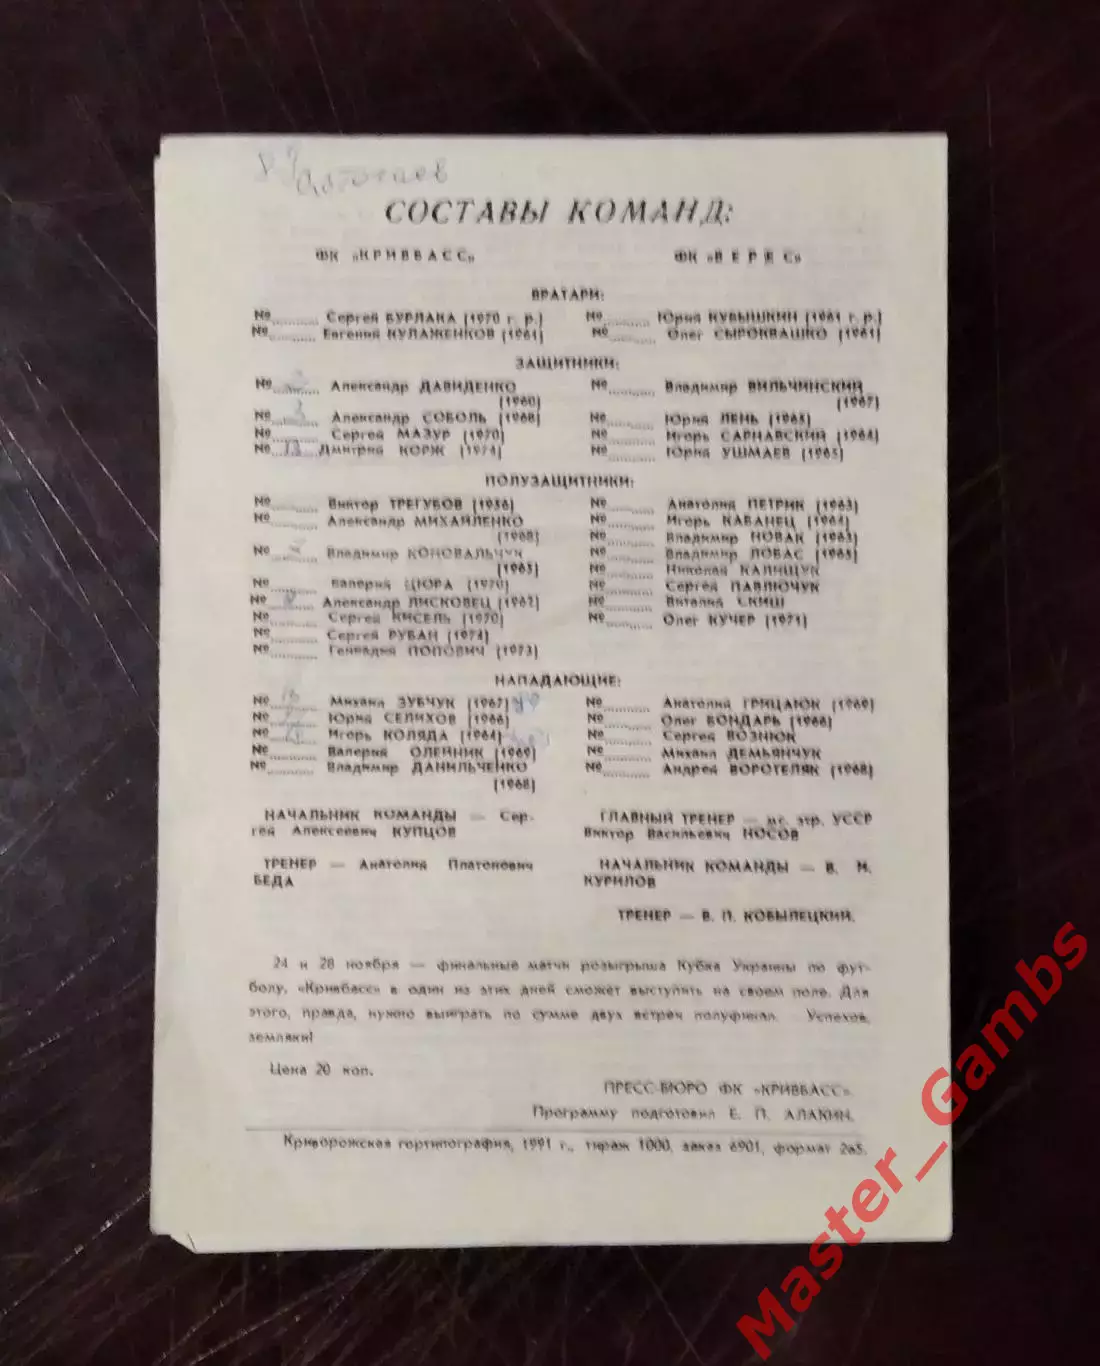 СОСТАВЫ КОМАНД:
ФК «КРИВБАСС» ФК «ВЕРЕС»
ВРАТАРИ:
№ Сергей БУРЛАКА (1970 г. р.) № Юрий КУВЫШКИН (1961 г. р.)
№ Евгений КУЛАЖЕНКОВ (1961) № Олег СЫРОКВАШКО (1961)
ЗАЩИТНИКИ:
№ Александр ДАВИДЕНКО № Владимир ВИЛЬЧИНСКИЙ
(1960) (1967)
№ 3 Александр СОБОЛЬ (1968) № Юрий ЛЕНЬ (1965)
№ Сергей МАЗУР (1970) № Игорь САРНАВСКИЙ (1964)
№ 13 Дмитрий КОРЖ (1974) № Юрий УШМАЕВ (1965)
ПОЛУЗАЩИТНИКИ:
№ Виктор ТРЕГУБОВ (1956) № Анатолий ПЕТРИК (1963)
№ Александр МИХАЙЛЕНКО № Игорь КАБАНЕЦ (1964)
(1968) № Владимир НОВАК (1963)
№ Владимир КОНОВАЛЬЧУК № Владимир ЛОБАС (1965)
(1965) № Николай КАЛИЩУК
№ Валерий ЦЮРА (1970) № Сергей ПАВЛЮЧУК
№ Александр ЛИСКОВЕЦ (1967) № Виталий СКИШ
№ Сергей КИСЕЛЬ (1970) № Олег КУЧЕР (1971)
№ Сергей РУБАН (1974)
№ Геннадий ПОПОВИЧ (1973)
НАПАДАЮЩИЕ:
№ Михаил ЗУБЧУК (1967) № Анатолий ГРИЦАЮК (1969)
№ Юрий СЕЛИХОВ (1966) № Олег БОНДАРЬ (1966)
№ Игорь КОЛЯДА (1964) № Сергей ВОЗНЮК
№ Валерий ОЛЕЙНИК (1969) № Михаил ДЕМЬЯНЧУК
№ Владимир ДАНИЛЬЧЕНКО № Андрей ВОРОТЕЛЯК (1968)
(1968)
НАЧАЛЬНИК КОМАНДЫ — Сер- ГЛАВНЫЙ ТРЕНЕР — мс. зтр. УССР
гей Алексеевич КУПЦОВ Виктор Васильевич НОСОВ
ТРЕНЕР — Анатолий Платонович НАЧАЛЬНИК КОМАНДЫ — В. И.
БЕДА КУРИЛОВ
ТРЕНЕР — В. П. КОБЫЛЕЦКИЙ.
24 и 28 ноября — финальные матчи розыгрыша Кубка Украины по фут-
болу. «Кривбасс» в один из этих дней сможет выступить на своем поле. Для
этого, правда, нужно выиграть по сумме двух встреч полуфинал. Успехов,
земляки!
Цена 20 коп.
ПРЕСС-БЮРО ФК «КРИВБАСС».
Программу подготовил Е. П. АЛАКИН.
Криворожская гортипография, 1991 г., тираж 1000, заказ 6901, формат 2а5.
Master_Gambs